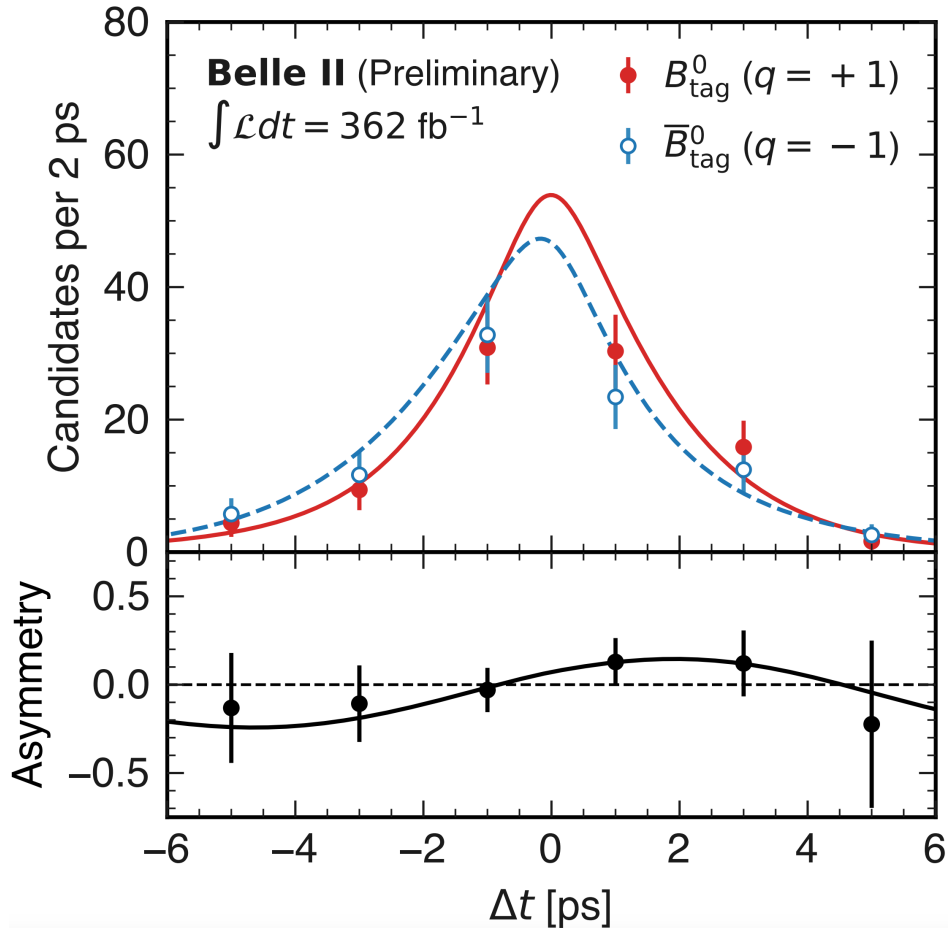 80
60
40
20
0
Candidates per 2 ps
Belle II (Preliminary)
∫ℒdt = 362 fb⁻¹
B⁰tag (q = +1)
B̅⁰tag (q = −1)
0.5
0.0
−0.5
Asymmetry
−6 −4 −2 0 2 4 6
Δt [ps]